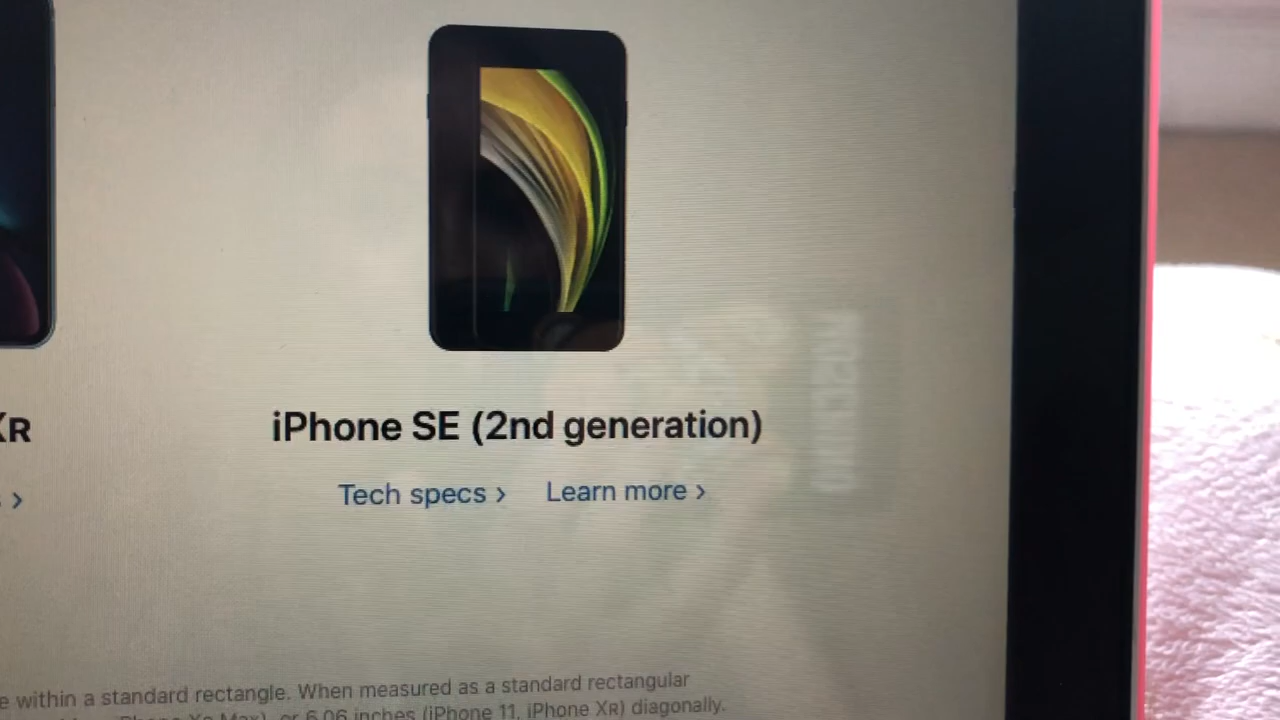 XR
iPhone SE (2nd generation)
Tech specs >
Learn more >
e within a standard rectangle. When measured as a standard rectangular
Max), or 6.06 inches (iPhone 11, iPhone XR) diagonally.